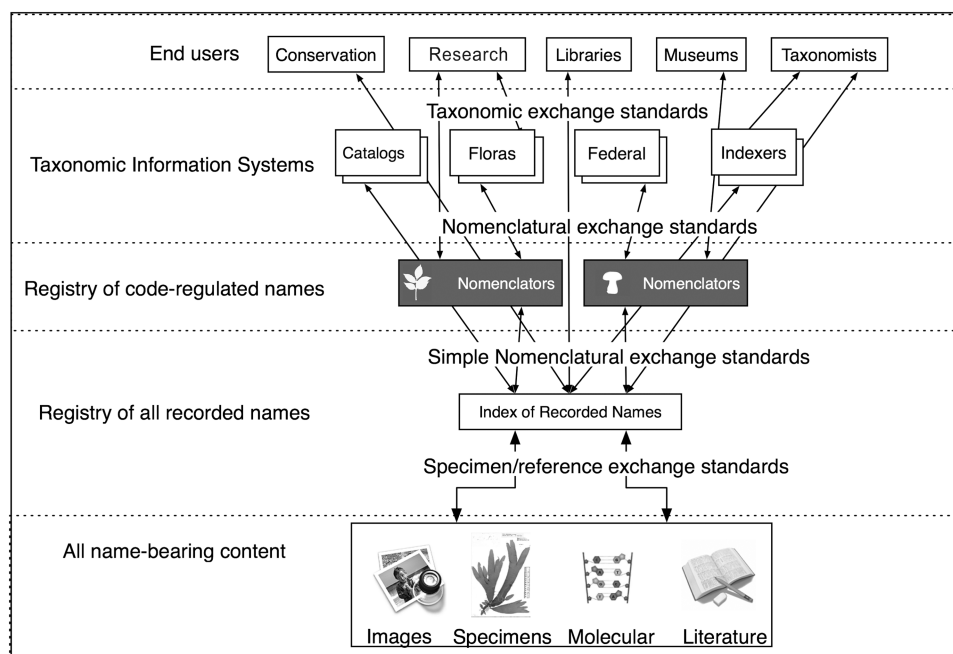 End users
Conservation
Research
Libraries
Museums
Taxonomists
Taxonomic exchange standards
Taxonomic Information Systems
Catalogs
Floras
Federal
Indexers
Nomenclatural exchange standards
Registry of code-regulated names
Nomenclators
Nomenclators
Simple Nomenclatural exchange standards
Registry of all recorded names
Index of Recorded Names
Specimen/reference exchange standards
All name-bearing content
Images
Specimens
Molecular
Literature